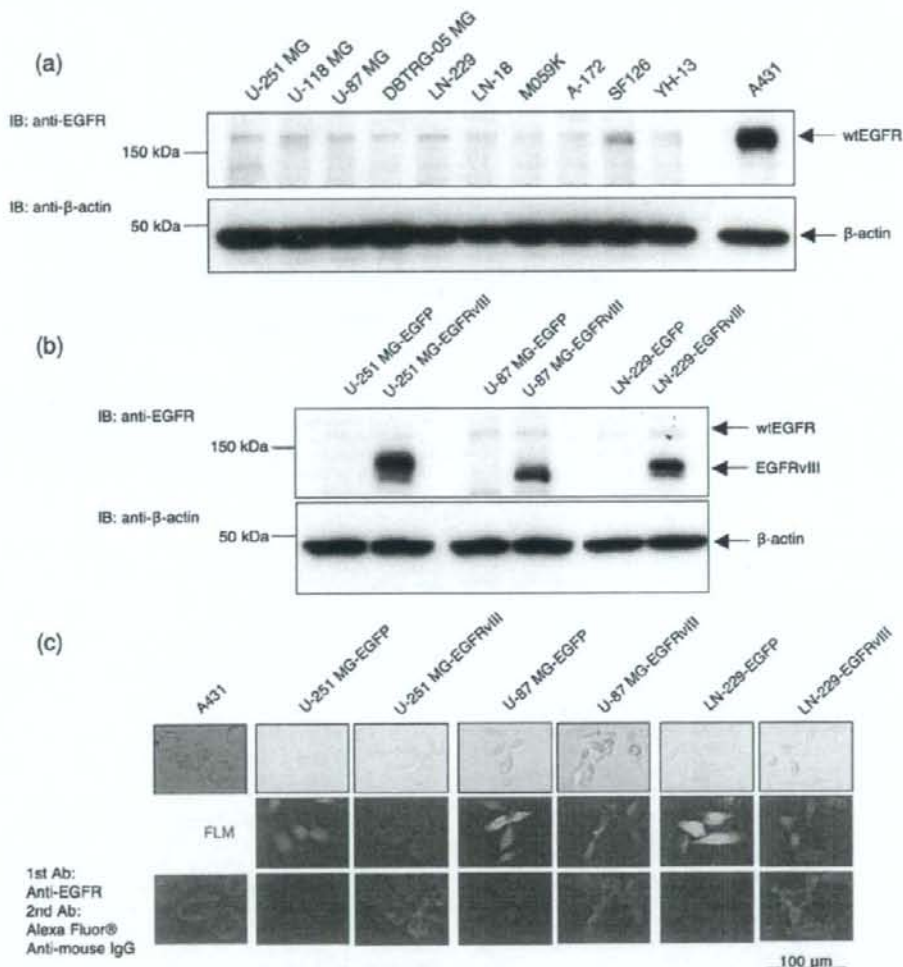 (a)
U-251 MG
U-118 MG
U-87 MG
DBTRG-05 MG
LN-229
LN-18
M059K
A-172
SF126
YH-13
A431
IB: anti-EGFR
150 kDa
wtEGFR
IB: anti-β-actin
50 kDa
β-actin
(b)
U-251 MG-EGFP
U-251 MG-EGFRvIII
U-87 MG-EGFP
U-87 MG-EGFRvIII
LN-229-EGFP
LN-229-EGFRvIII
IB: anti-EGFR
150 kDa
wtEGFR
EGFRvIII
IB: anti-β-actin
50 kDa
β-actin
(c)
A431
U-251 MG-EGFP
U-251 MG-EGFRvIII
U-87 MG-EGFP
U-87 MG-EGFRvIII
LN-229-EGFP
LN-229-EGFRvIII
FLM
1st Ab:
Anti-EGFR
2nd Ab:
Alexa Fluor®
Anti-mouse IgG
100 μm